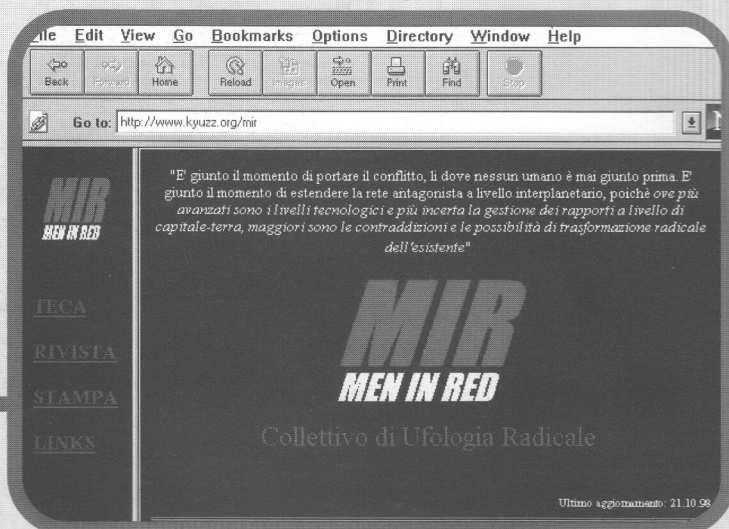 File Edit View Go Bookmarks Options Directory Window Help
Back Forward Home Reload Images Open Print Find Stop
Go to: http://www.kyuzz.org/mir
N
MIR
MEN IN RED
TECA
RIVISTA
STAMPA
LINKS
"E' giunto il momento di portare il conflitto, li dove nessun umano è mai giunto prima. E'
giunto il momento di estendere la rete antagonista a livello interplanetario, poichè ove più
avanzati sono i livelli tecnologici e più incerta la gestione dei rapporti a livello di
capitale-terra, maggiori sono le contraddizioni e le possibilità di trasformazione radicale
dell'esistente"
MIR
MEN IN RED
Collettivo di Ufologia Radicale
Ultimo aggiornamento: 21.10.98